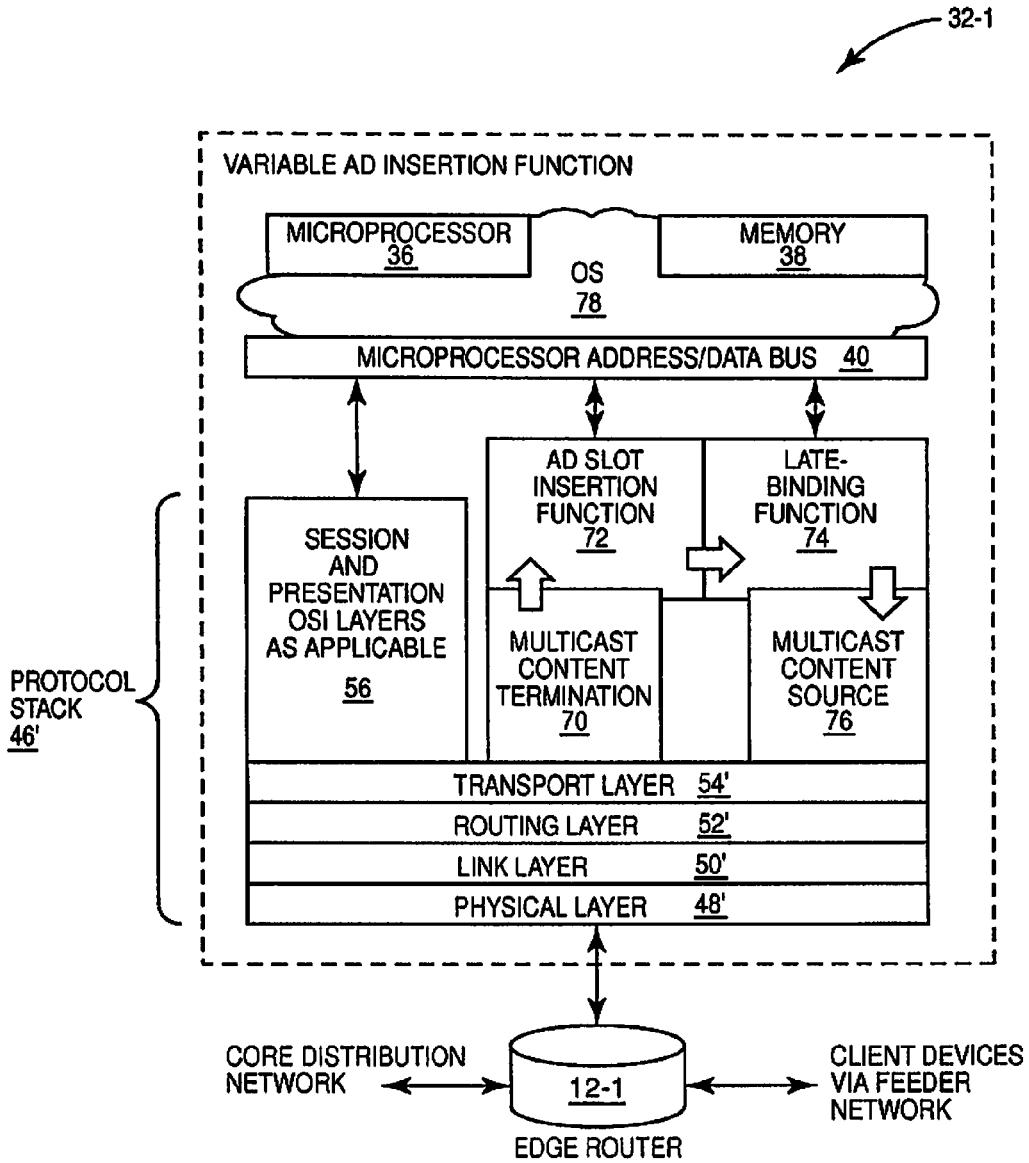 32-1
VARIABLE AD INSERTION FUNCTION
MICROPROCESSOR
36
MEMORY
38
OS
78
MICROPROCESSOR ADDRESS/DATA BUS 40
AD SLOT
INSERTION
FUNCTION
72
LATE-
BINDING
FUNCTION
74
SESSION
AND
PRESENTATION
OSI LAYERS
AS APPLICABLE
56
MULTICAST
CONTENT
TERMINATION
70
MULTICAST
CONTENT
SOURCE
76
PROTOCOL
STACK
46'
TRANSPORT LAYER 54'
ROUTING LAYER 52'
LINK LAYER 50'
PHYSICAL LAYER 48'
CORE DISTRIBUTION
NETWORK
12-1
EDGE ROUTER
CLIENT DEVICES
VIA FEEDER
NETWORK